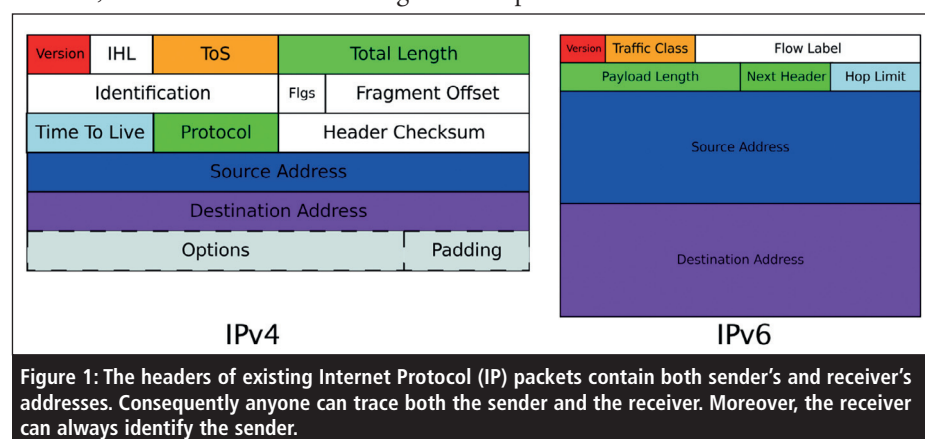 Version IHL ToS Total Length
Identification Flgs Fragment Offset
Time To Live Protocol Header Checksum
Source Address
Destination Address
Options Padding
IPv4
Version Traffic Class Flow Label
Payload Length Next Header Hop Limit
Source Address
Destination Address
IPv6
Figure 1: The headers of existing Internet Protocol (IP) packets contain both sender's and receiver's
addresses. Consequently anyone can trace both the sender and the receiver. Moreover, the receiver
can always identify the sender.